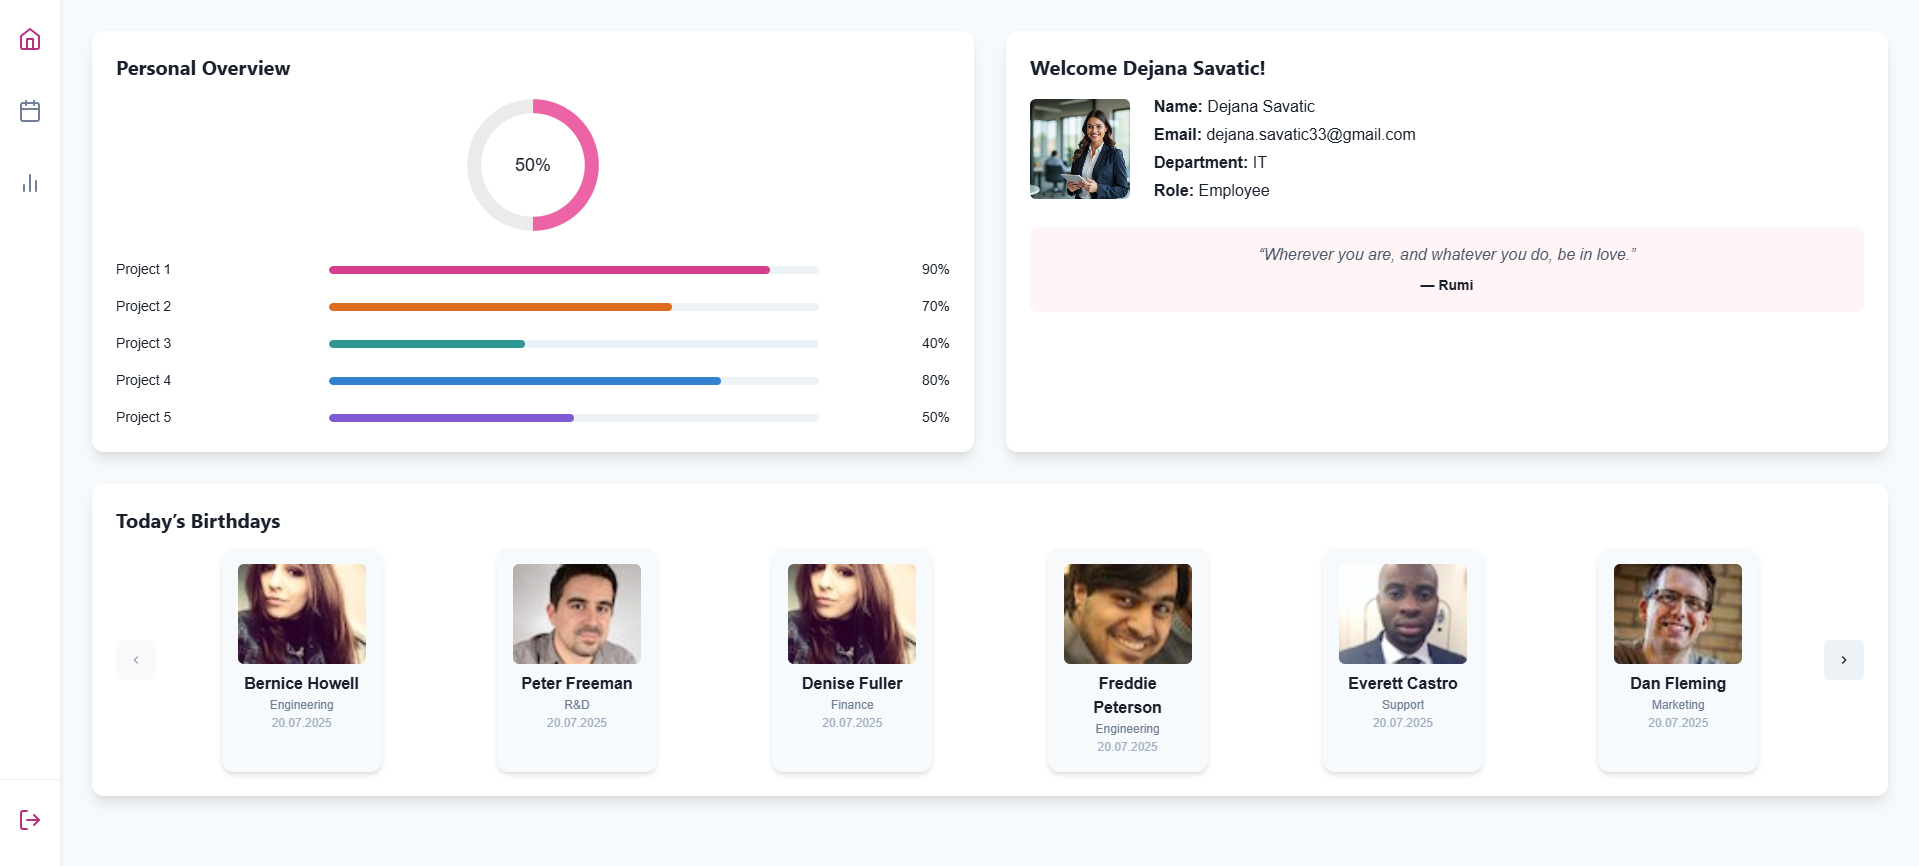 Personal Overview
50%
Project 1 90%
Project 2 70%
Project 3 40%
Project 4 80%
Project 5 50%
Welcome Dejana Savatic!
Name: Dejana Savatic
Email: dejana.savatic33@gmail.com
Department: IT
Role: Employee
“Wherever you are, and whatever you do, be in love.”
— Rumi
Today’s Birthdays
Bernice Howell
Engineering
20.07.2025
Peter Freeman
R&D
20.07.2025
Denise Fuller
Finance
20.07.2025
Freddie
Peterson
Engineering
20.07.2025
Everett Castro
Support
20.07.2025
Dan Fleming
Marketing
20.07.2025